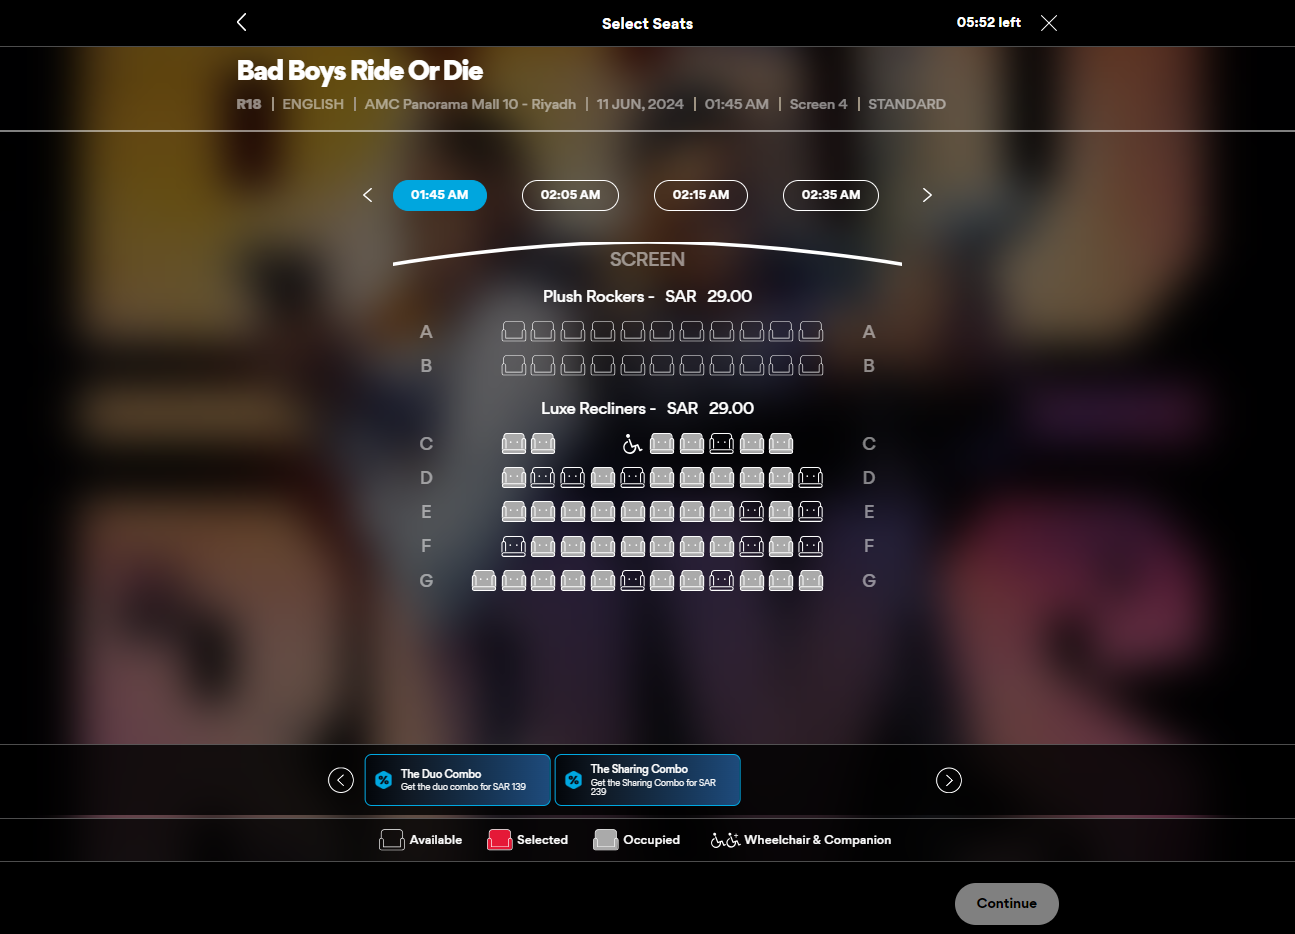 Select Seats
05:52 left
Bad Boys Ride Or Die
R18 | ENGLISH | AMC Panorama Mall 10 - Riyadh | 11 JUN, 2024 | 01:45 AM | Screen 4 | STANDARD
01:45 AM 02:05 AM 02:15 AM 02:35 AM
SCREEN
Plush Rockers - SAR 29.00
A A
B B
Luxe Recliners - SAR 29.00
C C
D D
E E
F F
G G
The Duo Combo
Get the duo combo for SAR 139
The Sharing Combo
Get the Sharing Combo for SAR
239
Available Selected Occupied Wheelchair & Companion
Continue